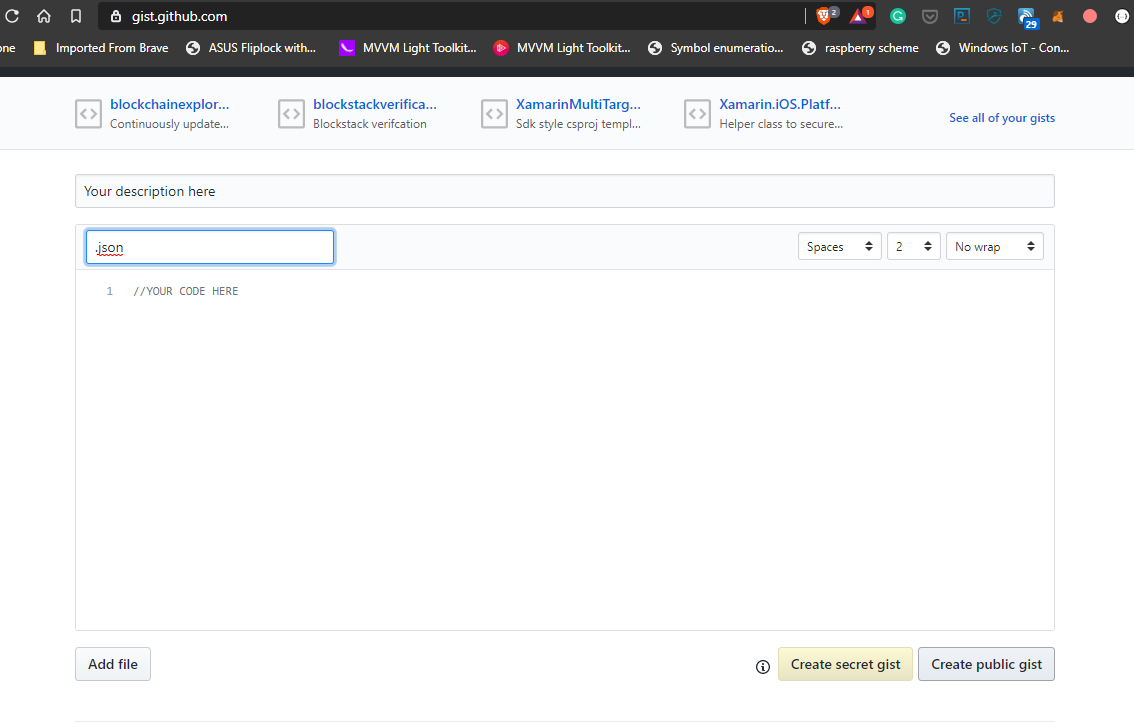 gist.github.com
2
1
29
one
Imported From Brave
ASUS Fliplock with...
MVVM Light Toolkit...
MVVM Light Toolkit...
Symbol enumeratio...
raspberry scheme
Windows IoT - Con...
blockchainexplor...
Continuously update...
blockstackverifica...
Blockstack verifcation
XamarinMultiTarg...
Sdk style csproj templ...
Xamarin.iOS.Platf...
Helper class to secure...
See all of your gists
Your description here
.json
Spaces
2
No wrap
1 //YOUR CODE HERE
Add file
Create secret gist
Create public gist